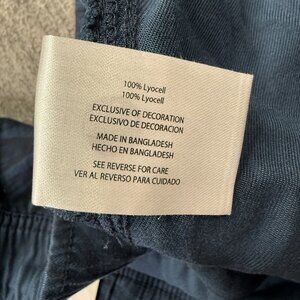 100% Lyocell
100% Lyocell
EXCLUSIVE OF DECORATION
EXCLUSIVO DE DECORACION
MADE IN BANGLADESH
HECHO EN BANGLADESH
SEE REVERSE FOR CARE
VER AL REVERSO PARA CUIDADO